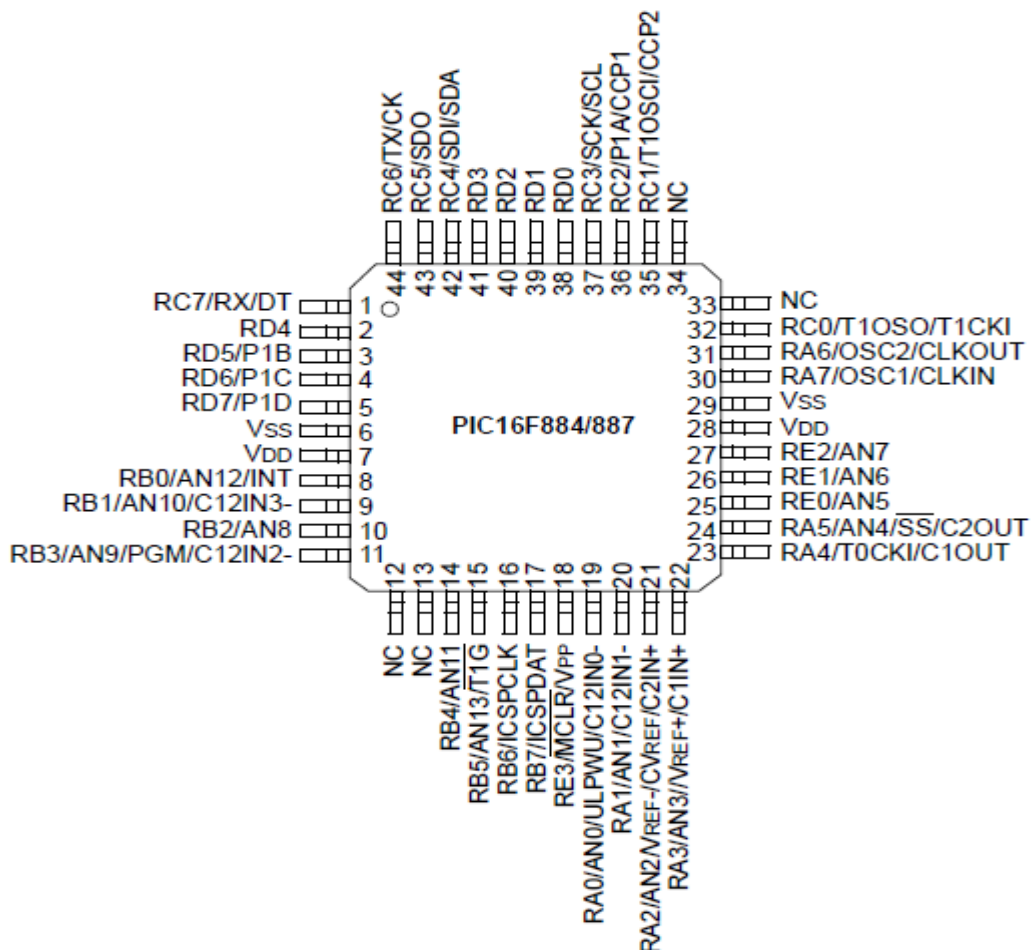 RC6/TX/CK
RC5/SDO
RC4/SDI/SDA
RD3
RD2
RD1
RD0
RC3/SCK/SCL
RC2/P1A/CCP1
RC1/T1OSCI/CCP2
NC
44
43
42
41
40
39
38
37
36
35
34
RC7/RX/DT 1
RD4 2
RD5/P1B 3
RD6/P1C 4
RD7/P1D 5
VSS 6
VDD 7
RB0/AN12/INT 8
RB1/AN10/C12IN3- 9
RB2/AN8 10
RB3/AN9/PGM/C12IN2- 11
PIC16F884/887
33 NC
32 RC0/T1OSO/T1CKI
31 RA6/OSC2/CLKOUT
30 RA7/OSC1/CLKIN
29 VSS
28 VDD
27 RE2/AN7
26 RE1/AN6
25 RE0/AN5
24 RA5/AN4/SS/C2OUT
23 RA4/T0CKI/C1OUT
12
13
14
15
16
17
18
19
20
21
22
NC
NC
RB4/AN11
RB5/AN13/T1G
RB6/ICSPCLK
RB7/ICSPDAT
RE3/MCLR/VPP
RA0/AN0/ULPWU/C12IN0-
RA1/AN1/C12IN1-
RA2/AN2/VREF-/CVREF/C2IN+
RA3/AN3//VREF+/C1IN+